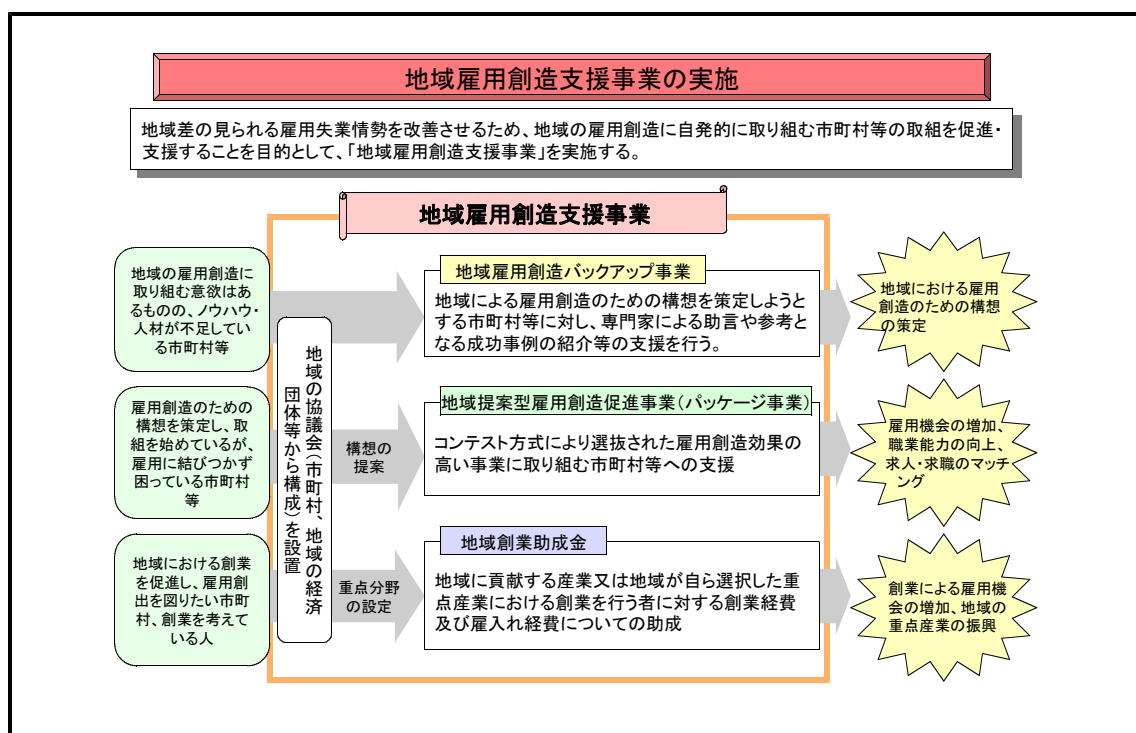 地域雇用創造支援事業の実施
地域差の見られる雇用失業情勢を改善させるため、地域の雇用創造に自発的に取り組む市町村等の取組を促進・
支援することを目的として、「地域雇用創造支援事業」を実施する。
地域雇用創造支援事業
地域の雇用創造に
取り組む意欲はあ
るものの、ノウハウ・
人材が不足してい
る市町村等
地域雇用創造バックアップ事業
地域による雇用創造のための構想を策定しようと
する市町村等に対し、専門家による助言や参考と
なる成功事例の紹介等の支援を行う。
地域における雇用
創造のための構想
の策定
地域の協議会(市町村、地域の経済
団体等から構成)を設置
雇用創造のための
構想を策定し、取
組を始めているが、
雇用に結びつかず
困っている市町村
等
構想の
提案
地域提案型雇用創造促進事業(パッケージ事業)
コンテスト方式により選抜された雇用創造効果の
高い事業に取り組む市町村等への支援
雇用機会の増加、
職業能力の向上、
求人・求職のマッチ
ング
地域における創業
を促進し、雇用創
出を図りたい市町
村、創業を考えて
いる人
重点分野
の設定
地域創業助成金
地域に貢献する産業又は地域が自ら選択した重
点産業における創業を行う者に対する創業経費
及び雇入れ経費についての助成
創業による雇用機
会の増加、地域の
重点産業の振興